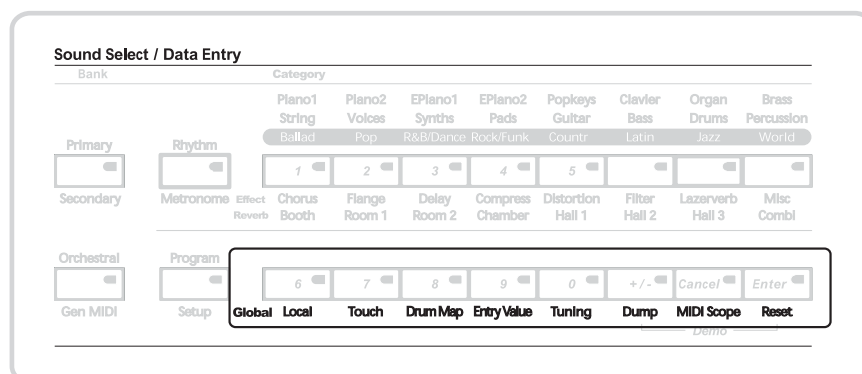 Sound Select / Data Entry
Bank Category
Piano1 Piano2 EPiano1 EPiano2 Popkeys Clavier Organ Brass
String Voices Synths Pads Guitar Bass Drums Percussion
Ballad Pop R&B/Dance Rock/Funk Countr Latin Jazz World
Primary Rhythm
1 2 3 4 5
Secondary Metronome Effect Chorus Flange Delay Compress Distortion Filter Lazerverb Misc
Reverb Booth Room 1 Room 2 Chamber Hall 1 Hall 2 Hall 3 Combi
Orchestral Program
6 7 8 9 0 +/- Cancel Enter
Gen MIDI Setup Global Local Touch Drum Map Entry Value Tuning Dump MIDI Scope Reset
Demo